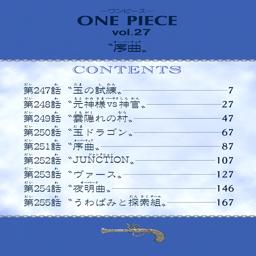 ―ワンピース―
ONE PIECE
vol.27
〝序曲〟
CONTENTS
第247話 〝玉の試練〟 7
第248話 〝元神様vs神官〟 27
第249話 〝雲隠れの村〟 47
第250話 〝玉ドラゴン〟 67
第251話 〝序曲〟 87
第252話 〝JUNCTION〟 107
第253話 〝ヴァース〟 127
第254話 〝夜明曲〟 146
第255話 〝うわばみと探索組〟 167